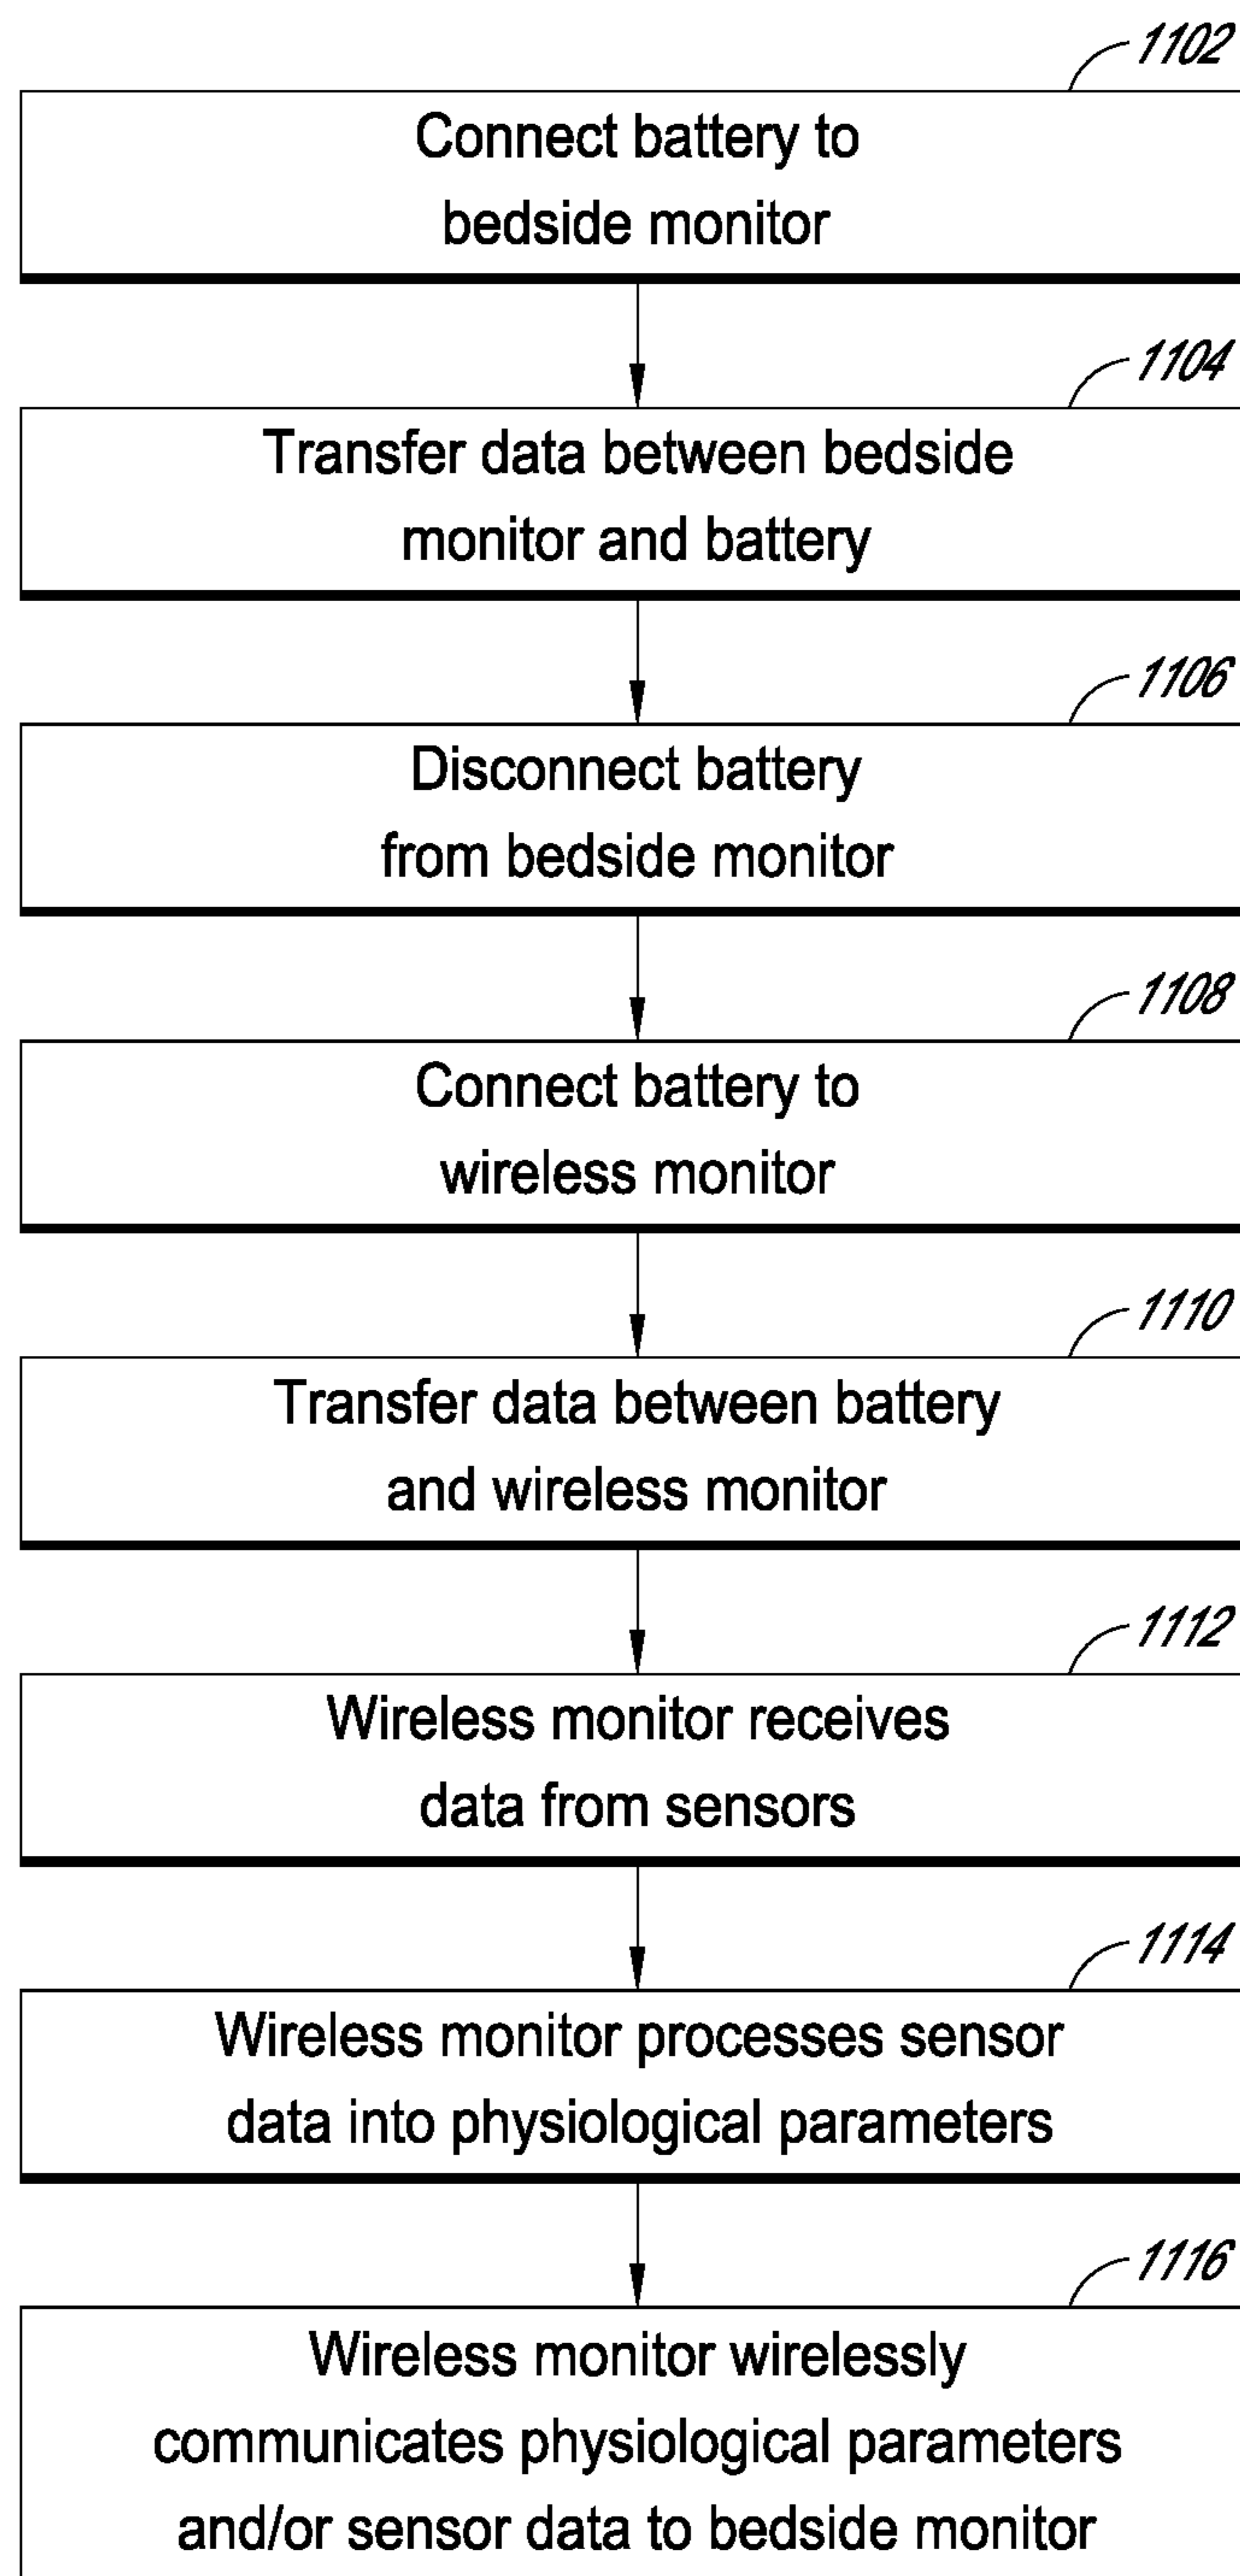 1102
Connect battery to
bedside monitor
1104
Transfer data between bedside
monitor and battery
1106
Disconnect battery
from bedside monitor
1108
Connect battery to
wireless monitor
1110
Transfer data between battery
and wireless monitor
1112
Wireless monitor receives
data from sensors
1114
Wireless monitor processes sensor
data into physiological parameters
1116
Wireless monitor wirelessly
communicates physiological parameters
and/or sensor data to bedside monitor